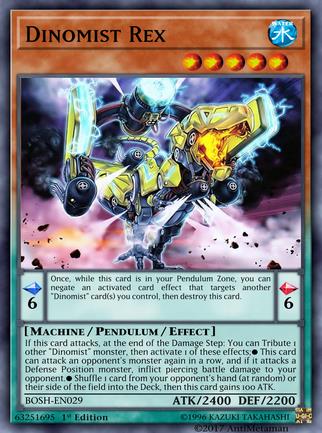 Dinomist Rex
WATER
水
Once, while this card is in your Pendulum Zone, you can
negate an activated card effect that targets another
"Dinomist" card(s) you control, then destroy this card.
6
6
[Machine / Pendulum / Effect]
If this card attacks, at the end of the Damage Step: You can Tribute 1
other "Dinomist" monster, then activate 1 of these effects;● This card
can attack an opponent's monster again in a row, and if it attacks a
Defense Position monster, inflict piercing battle damage to your
opponent.● Shuffle 1 card from your opponent's hand (at random) or
their side of the field into the Deck, then this card gains 100 ATK.
BOSH-EN029
ATK/2400 DEF/2200
63251695
1st Edition
©1996 KAZUKI TAKAHASHI
©2017 AntiMetaman